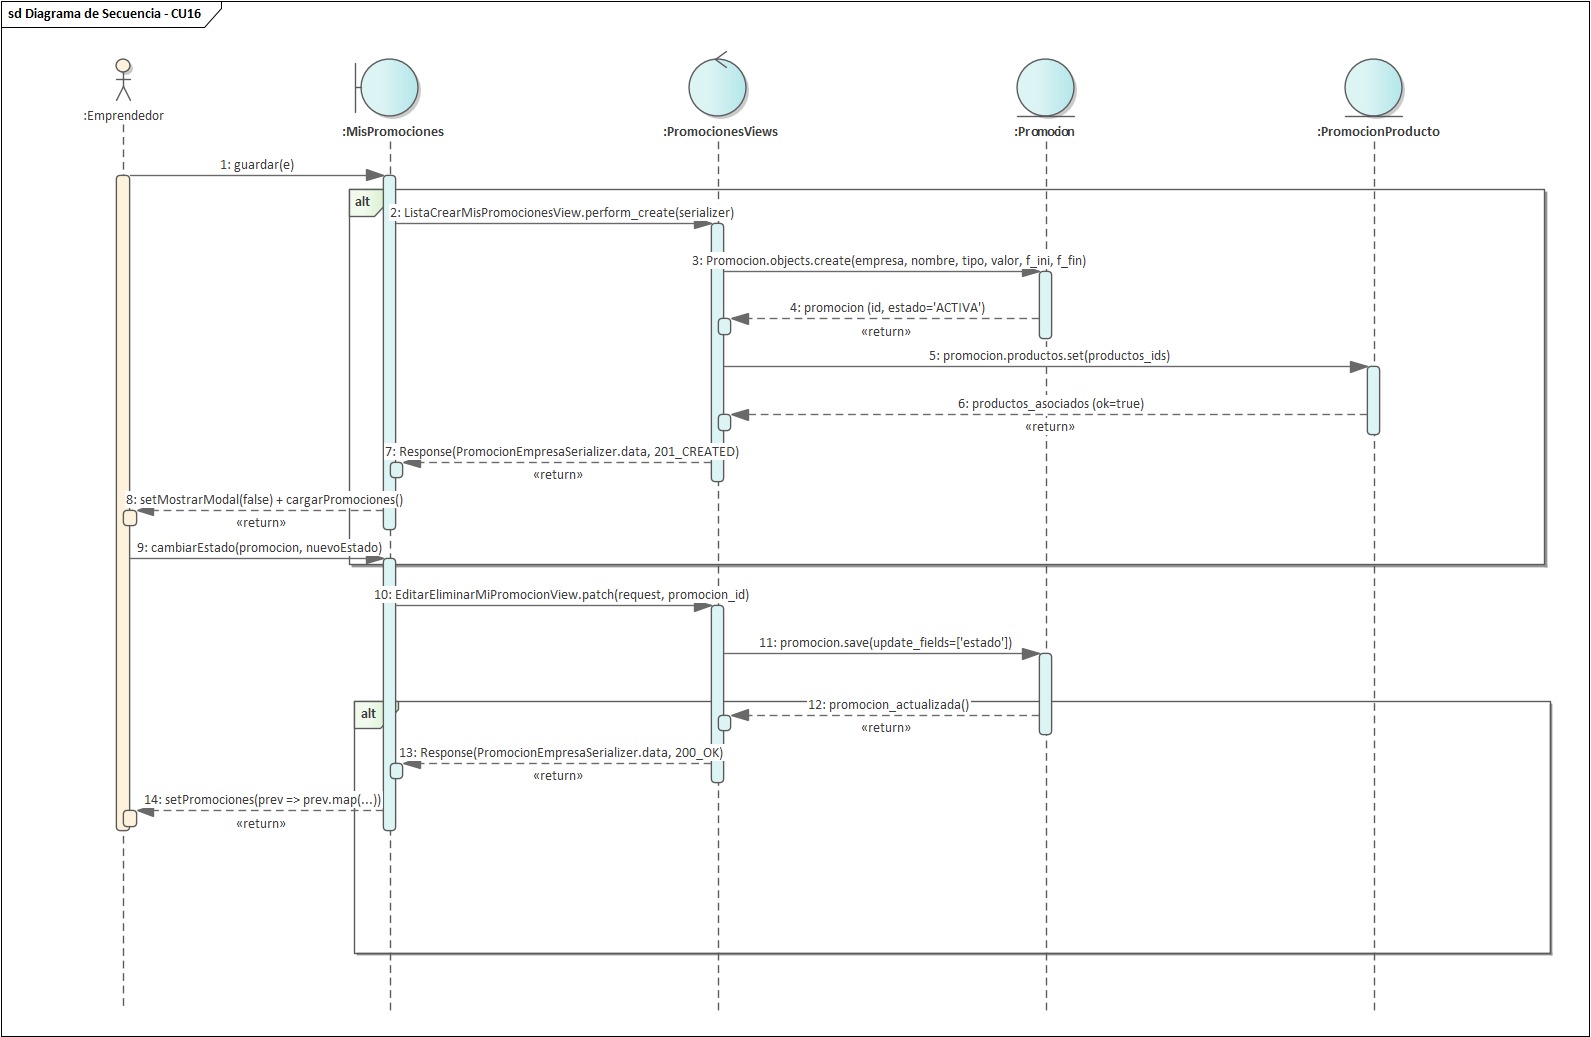 sd Diagrama de Secuencia - CU16
:Emprendedor
:MisPromociones
:PromocionesViews
:Promocion
:PromocionProducto
1: guardar(e)
alt
2: ListaCrearMisPromocionesView.perform_create(serializer)
3: Promocion.objects.create(empresa, nombre, tipo, valor, f_ini, f_fin)
4: promocion (id, estado='ACTIVA')
«return»
5: promocion.productos.set(productos_ids)
6: productos_asociados (ok=true)
«return»
7: Response(PromocionEmpresaSerializer.data, 201_CREATED)
«return»
8: setMostrarModal(false) + cargarPromociones()
«return»
9: cambiarEstado(promocion, nuevoEstado)
10: EditarEliminarMiPromocionView.patch(request, promocion_id)
11: promocion.save(update_fields=['estado'])
alt
12: promocion_actualizada()
«return»
13: Response(PromocionEmpresaSerializer.data, 200_OK)
«return»
14: setPromociones(prev => prev.map(...))
«return»